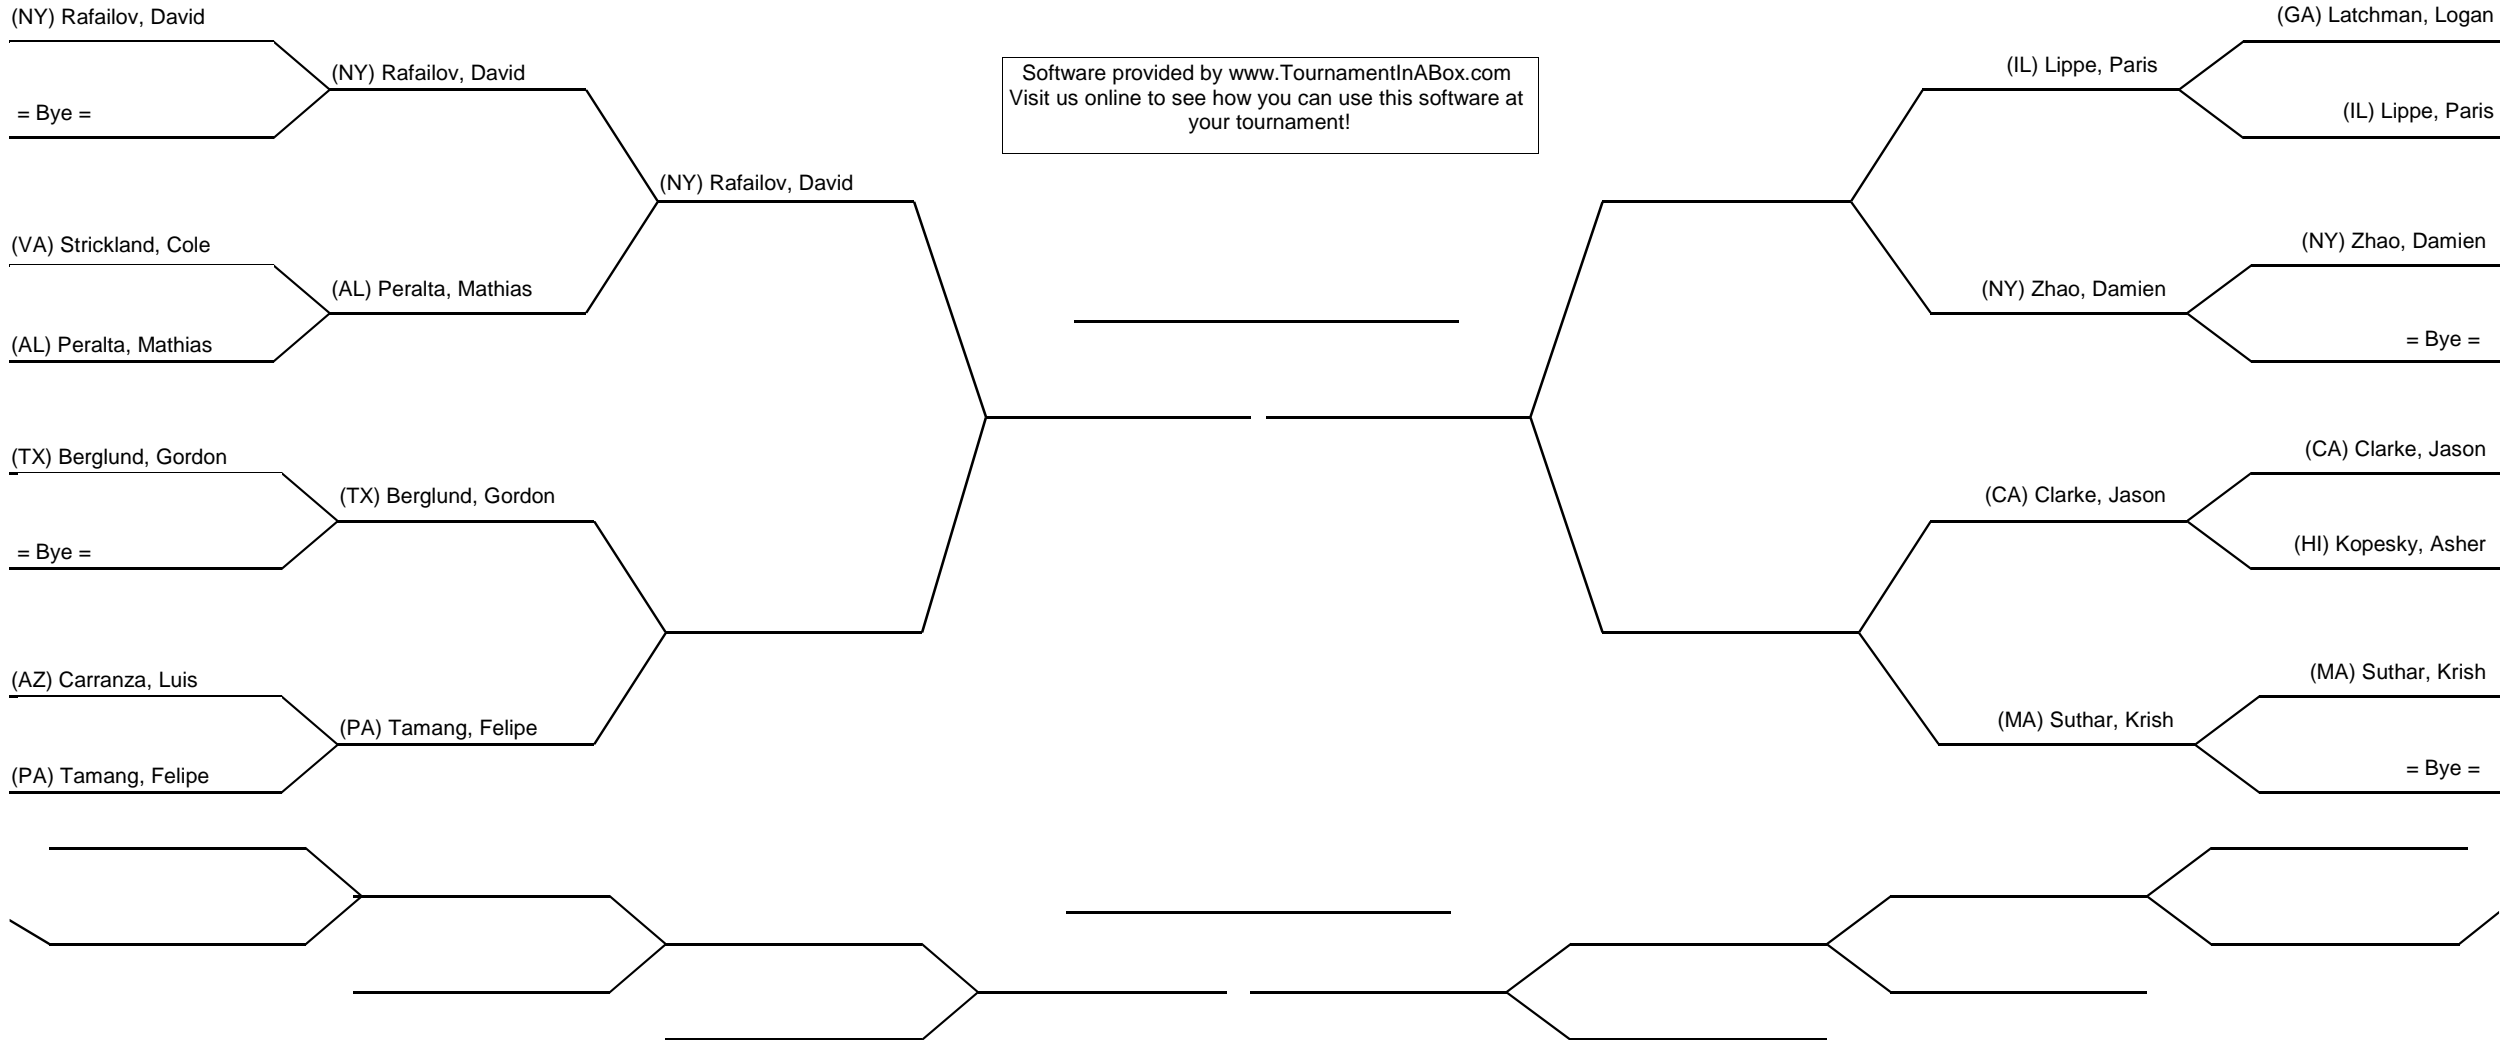 (NY) Rafailov, David
= Bye =
(VA) Strickland, Cole
(AL) Peralta, Mathias
(TX) Berglund, Gordon
= Bye =
(AZ) Carranza, Luis
(PA) Tamang, Felipe
(NY) Rafailov, David
(AL) Peralta, Mathias
(TX) Berglund, Gordon
(PA) Tamang, Felipe
(NY) Rafailov, David
Software provided by www.TournamentInABox.com
Visit us online to see how you can use this software at
your tournament!
(IL) Lippe, Paris
(NY) Zhao, Damien
(CA) Clarke, Jason
(MA) Suthar, Krish
(GA) Latchman, Logan
(IL) Lippe, Paris
(NY) Zhao, Damien
= Bye =
(CA) Clarke, Jason
(HI) Kopesky, Asher
(MA) Suthar, Krish
= Bye =